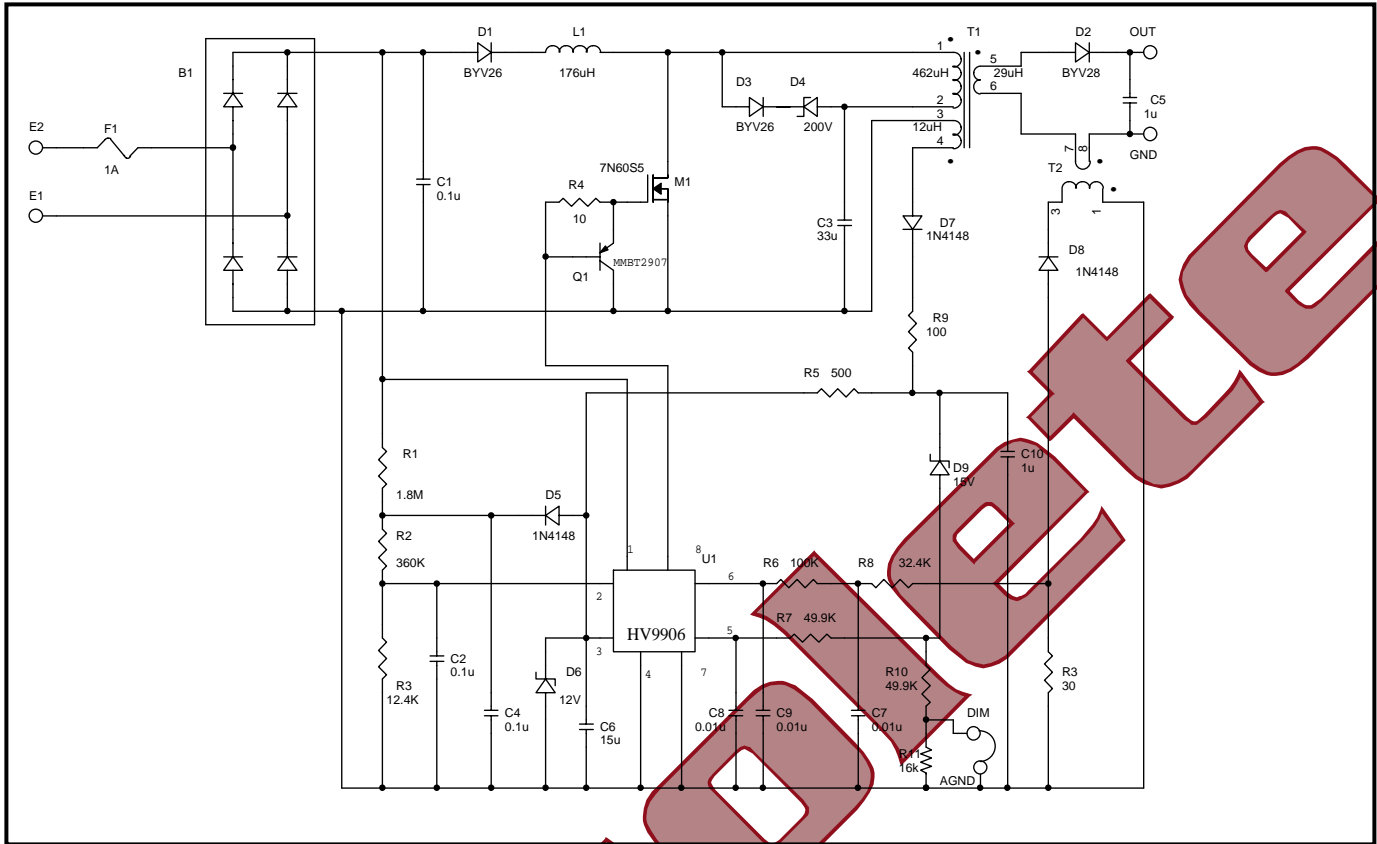 D1
L1
T1
D2
OUT
BYV26
176uH
1
462uH
2
3
12uH
4
5
29uH
6
BYV28
C5
1u
GND
B1
D3
D4
BYV26
200V
E2
F1
1A
E1
7
8
T2
3
1
C1
0.1u
7N60S5
R4
M1
10
Q1
MMBT2907
C3
33u
D7
1N4148
D8
1N4148
R9
100
R5 500
R1
1.8M
D9
15V
C10
1u
D5
1N4148
R2
360K
1
8
U1
R6 100K
R8 32.4K
6
2
R7 49.9K
HV9906
5
3
4
7
C2
0.1u
D6
12V
R3
12.4K
R10
49.9K
R3
30
C4
0.1u
C6
15u
C8
0.01u
C9
0.01u
C7
0.01u
DIM
R11
16k
AGND
olete